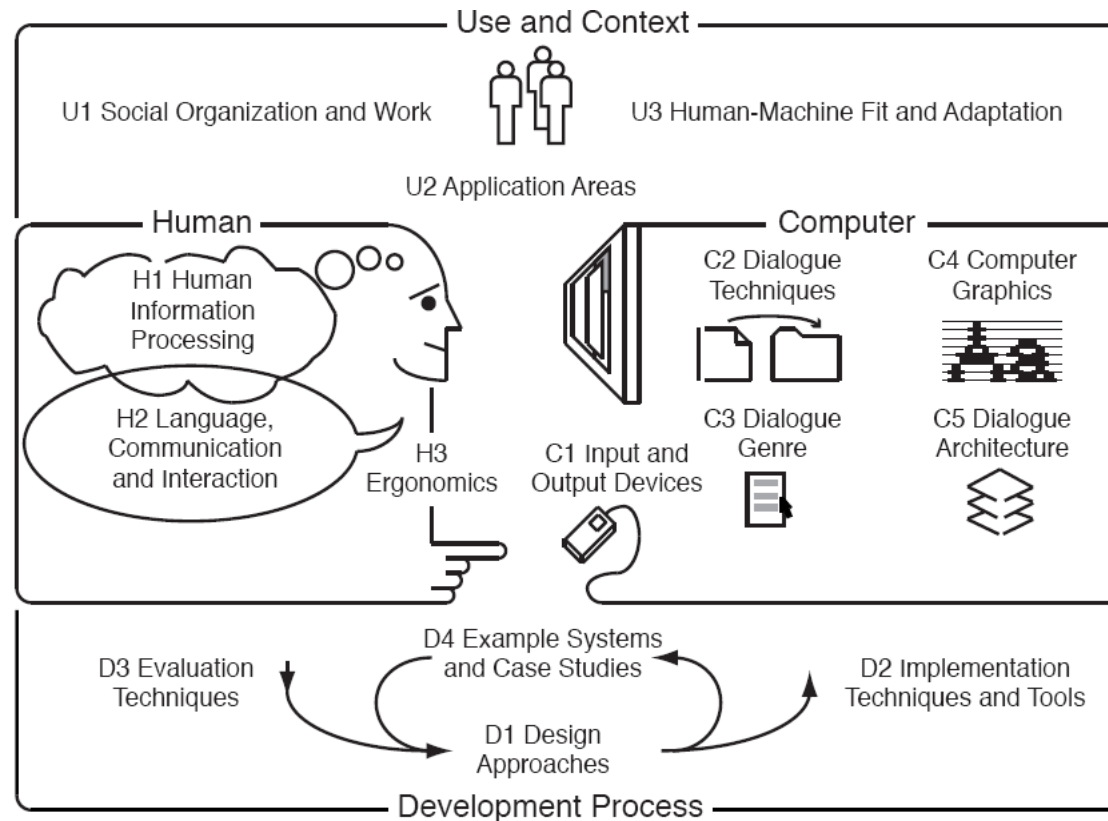 Use and Context
U1 Social Organization and Work
U3 Human-Machine Fit and Adaptation
U2 Application Areas
Human
H1 Human
Information
Processing
H2 Language,
Communication
and Interaction
H3
Ergonomics
Computer
C1 Input and
Output Devices
C2 Dialogue
Techniques
C4 Computer
Graphics
C3 Dialogue
Genre
C5 Dialogue
Architecture
D3 Evaluation
Techniques
D4 Example Systems
and Case Studies
D2 Implementation
Techniques and Tools
D1 Design
Approaches
Development Process